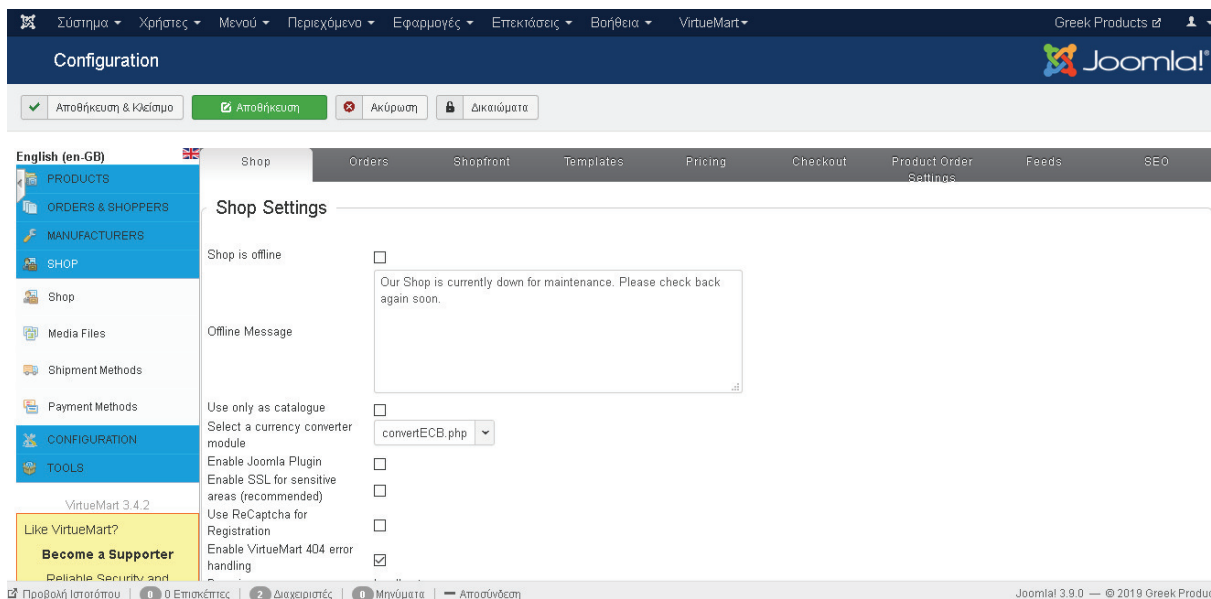 Σύστημα Χρήστες Μενού Περιεχόμενο Εφαρμογές Επεκτάσεις Βοήθεια VirtueMart Greek Products
Configuration Joomla!
Αποθήκευση & Κλείσιμο Αποθήκευση Ακύρωση Δικαιώματα
English (en-GB)
PRODUCTS
ORDERS & SHOPPERS
MANUFACTURERS
SHOP
Shop
Media Files
Shipment Methods
Payment Methods
CONFIGURATION
TOOLS
VirtueMart 3.4.2
Like VirtueMart?
Become a Supporter
Reliable Security and
Shop Orders Shopfront Templates Pricing Checkout Product Order Feeds SEO
Settings
Shop Settings
Shop is offline
Our Shop is currently down for maintenance. Please check back
again soon.
Offline Message
Use only as catalogue
Select a currency converter
module
convertECB.php
Enable Joomla Plugin
Enable SSL for sensitive
areas (recommended)
Use ReCaptcha for
Registration
Enable VirtueMart 404 error
handling
Προβολή Ιστοτόπου 0 0 Επισκέπτες 2 Διαχειριστές 0 Μηνύματα Αποσύνδεση Joomla! 3.9.0 — © 2019 Greek Produc